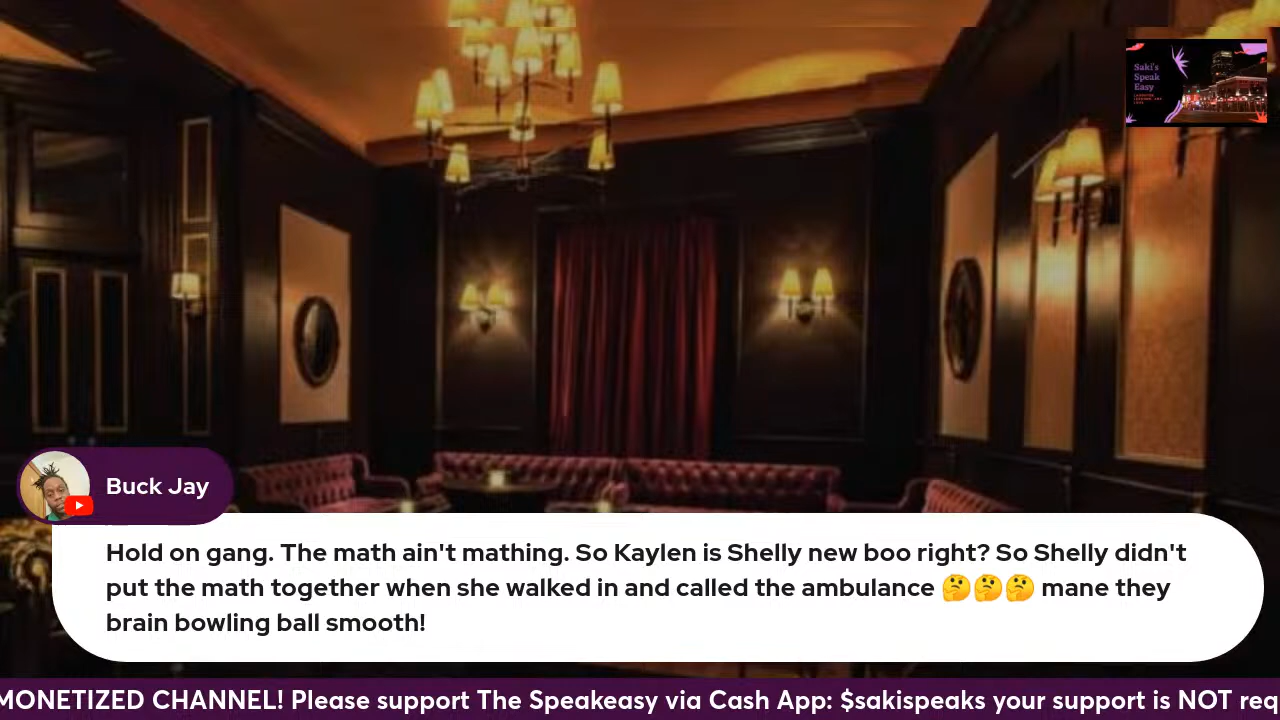 Saki's
Speak
Easy
Buck Jay
Hold on gang. The math ain't mathing. So Kaylen is Shelly new boo right? So Shelly didn't
put the math together when she walked in and called the ambulance 🤔🤔🤔 mane they
brain bowling ball smooth!
MONETIZED CHANNEL! Please support The Speakeasy via Cash App: $sakispeaks your support is NOT req